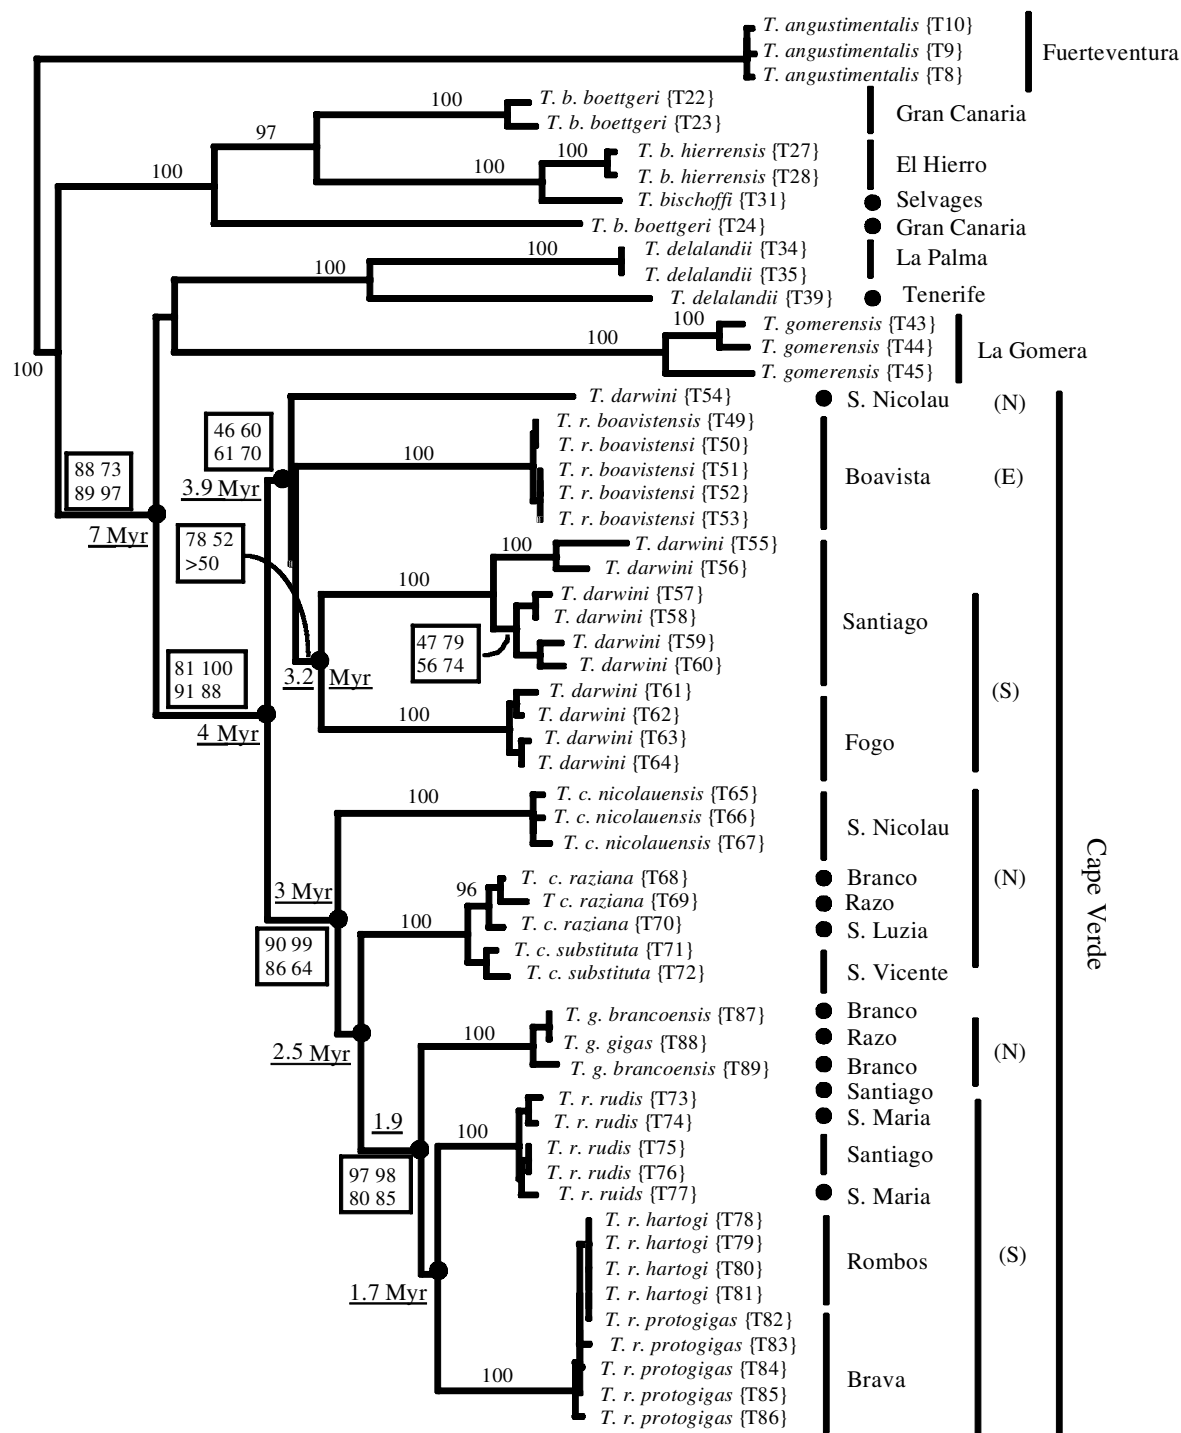 T. angustimentalis {T10}
T. angustimentalis {T9}
Fuerteventura
T. angustimentalis {T8}
100
T. b. boettgeri {T22}
Gran Canaria
T. b. boettgeri {T23}
97
100
T. b. hierrensis {T27}
El Hierro
100
T. b. hierrensis {T28}
T. bischoffi {T31}
Selvages
T. b. boettgeri {T24}
Gran Canaria
100
T. delalandii {T34}
La Palma
100
T. delalandii {T35}
T. delalandii {T39}
Tenerife
100
T. gomerensis {T43}
100
T. gomerensis {T44}
La Gomera
100
T. gomerensis {T45}
T. darwini {T54}
S. Nicolau
(N)
46 60
61 70
T. r. boavistensis {T49}
T. r. boavistensi {T50}
100
T. r. boavistensi {T51}
Boavista
(E)
88 73
89 97
3.9 Myr
T. r. boavistensi {T52}
T. r. boavistensi {T53}
7 Myr
78 52
>50
100
T. darwini {T55}
T. darwini {T56}
100
T. darwini {T57}
T. darwini {T58}
Santiago
47 79
56 74
T. darwini {T59}
T. darwini {T60}
81 100
91 88
3.2 Myr
T. darwini {T61}
(S)
100
T. darwini {T62}
4 Myr
T. darwini {T63}
Fogo
T. darwini {T64}
100
T. c. nicolauensis {T65}
T. c. nicolauensis {T66}
S. Nicolau
T. c. nicolauensis {T67}
Cape Verde
3 Myr
96
T. c. raziana {T68}
Branco
(N)
T c. raziana {T69}
Razo
100
T. c. raziana {T70}
S. Luzia
90 99
86 64
T. c. substituta {T71}
T. c. substituta {T72}
S. Vicente
T. g. brancoensis {T87}
Branco
2.5 Myr
100
T. g. gigas {T88}
Razo
(N)
T. g. brancoensis {T89}
Branco
Santiago
T. r. rudis {T73}
1.9
100
T. r. rudis {T74}
S. Maria
T. r. rudis {T75}
Santiago
97 98
80 85
T. r. rudis {T76}
T. r. ruids {T77}
S. Maria
T. r. hartogi {T78}
T. r. hartogi {T79}
Rombos
(S)
T. r. hartogi {T80}
1.7 Myr
T. r. hartogi {T81}
T. r. protogigas {T82}
T. r. protogigas {T83}
100
T. r. protogigas {T84}
Brava
T. r. protogigas {T85}
T. r. protogigas {T86}